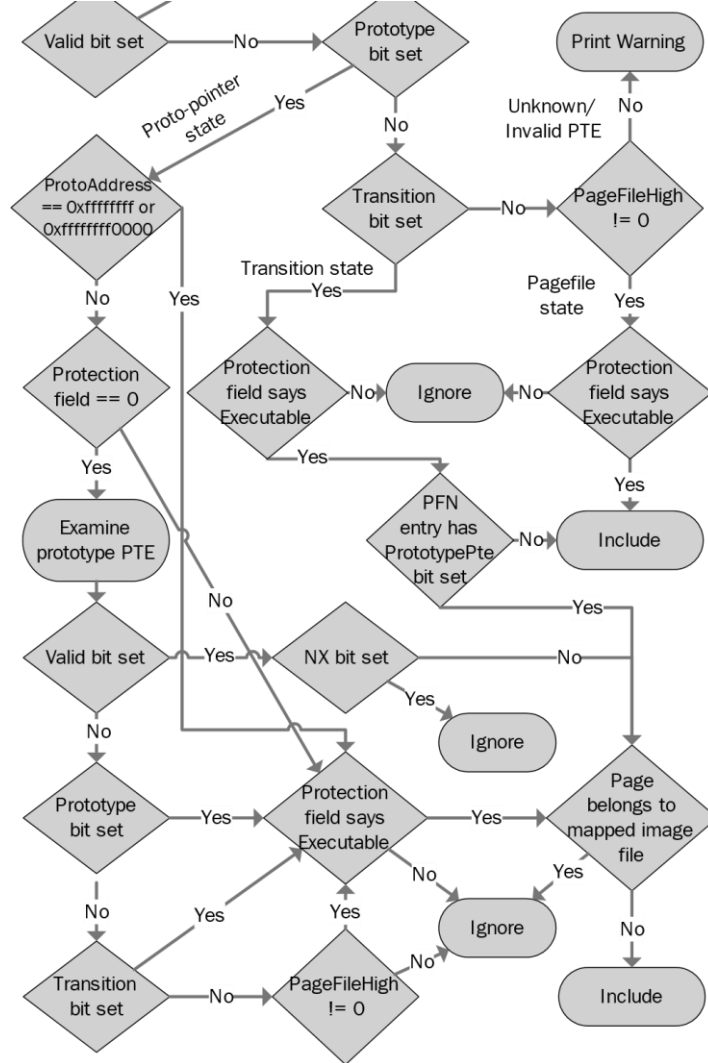 Valid bit set
No
Prototype
bit set
Print Warning
Proto-pointer
state
Yes
No
Unknown/
Invalid PTE
No
ProtoAddress
== 0xffffffff or
0xffffffff0000
Transition
bit set
No
PageFileHigh
!= 0
No
Yes
Transition state
Yes
Pagefile
state
Yes
Protection
field == 0
Protection
field says
Executable
No
Ignore
No
Protection
field says
Executable
Yes
Yes
Yes
Examine
prototype PTE
PFN
entry has
PrototypePte
bit set
No
Include
No
Yes
Valid bit set
Yes
NX bit set
No
Yes
Ignore
No
Prototype
bit set
Yes
Protection
field says
Executable
Yes
Page
belongs to
mapped image
file
No
Yes
No
Yes
Yes
Ignore
No
Transition
bit set
No
PageFileHigh
!= 0
No
Include